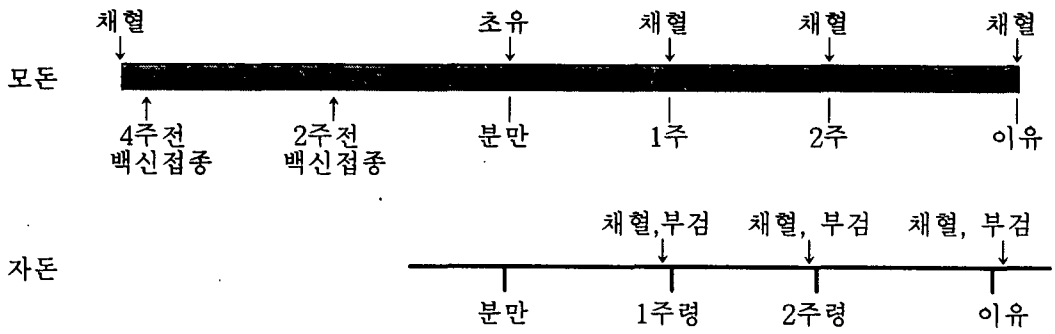 채혈 초유 채혈 채혈 채혈
모돈
4주전 2주전 분만 1주 2주 이유
백신접종 백신접종
채혈,부검 채혈, 부검 채혈, 부검
자돈
분만 1주령 2주령 이유